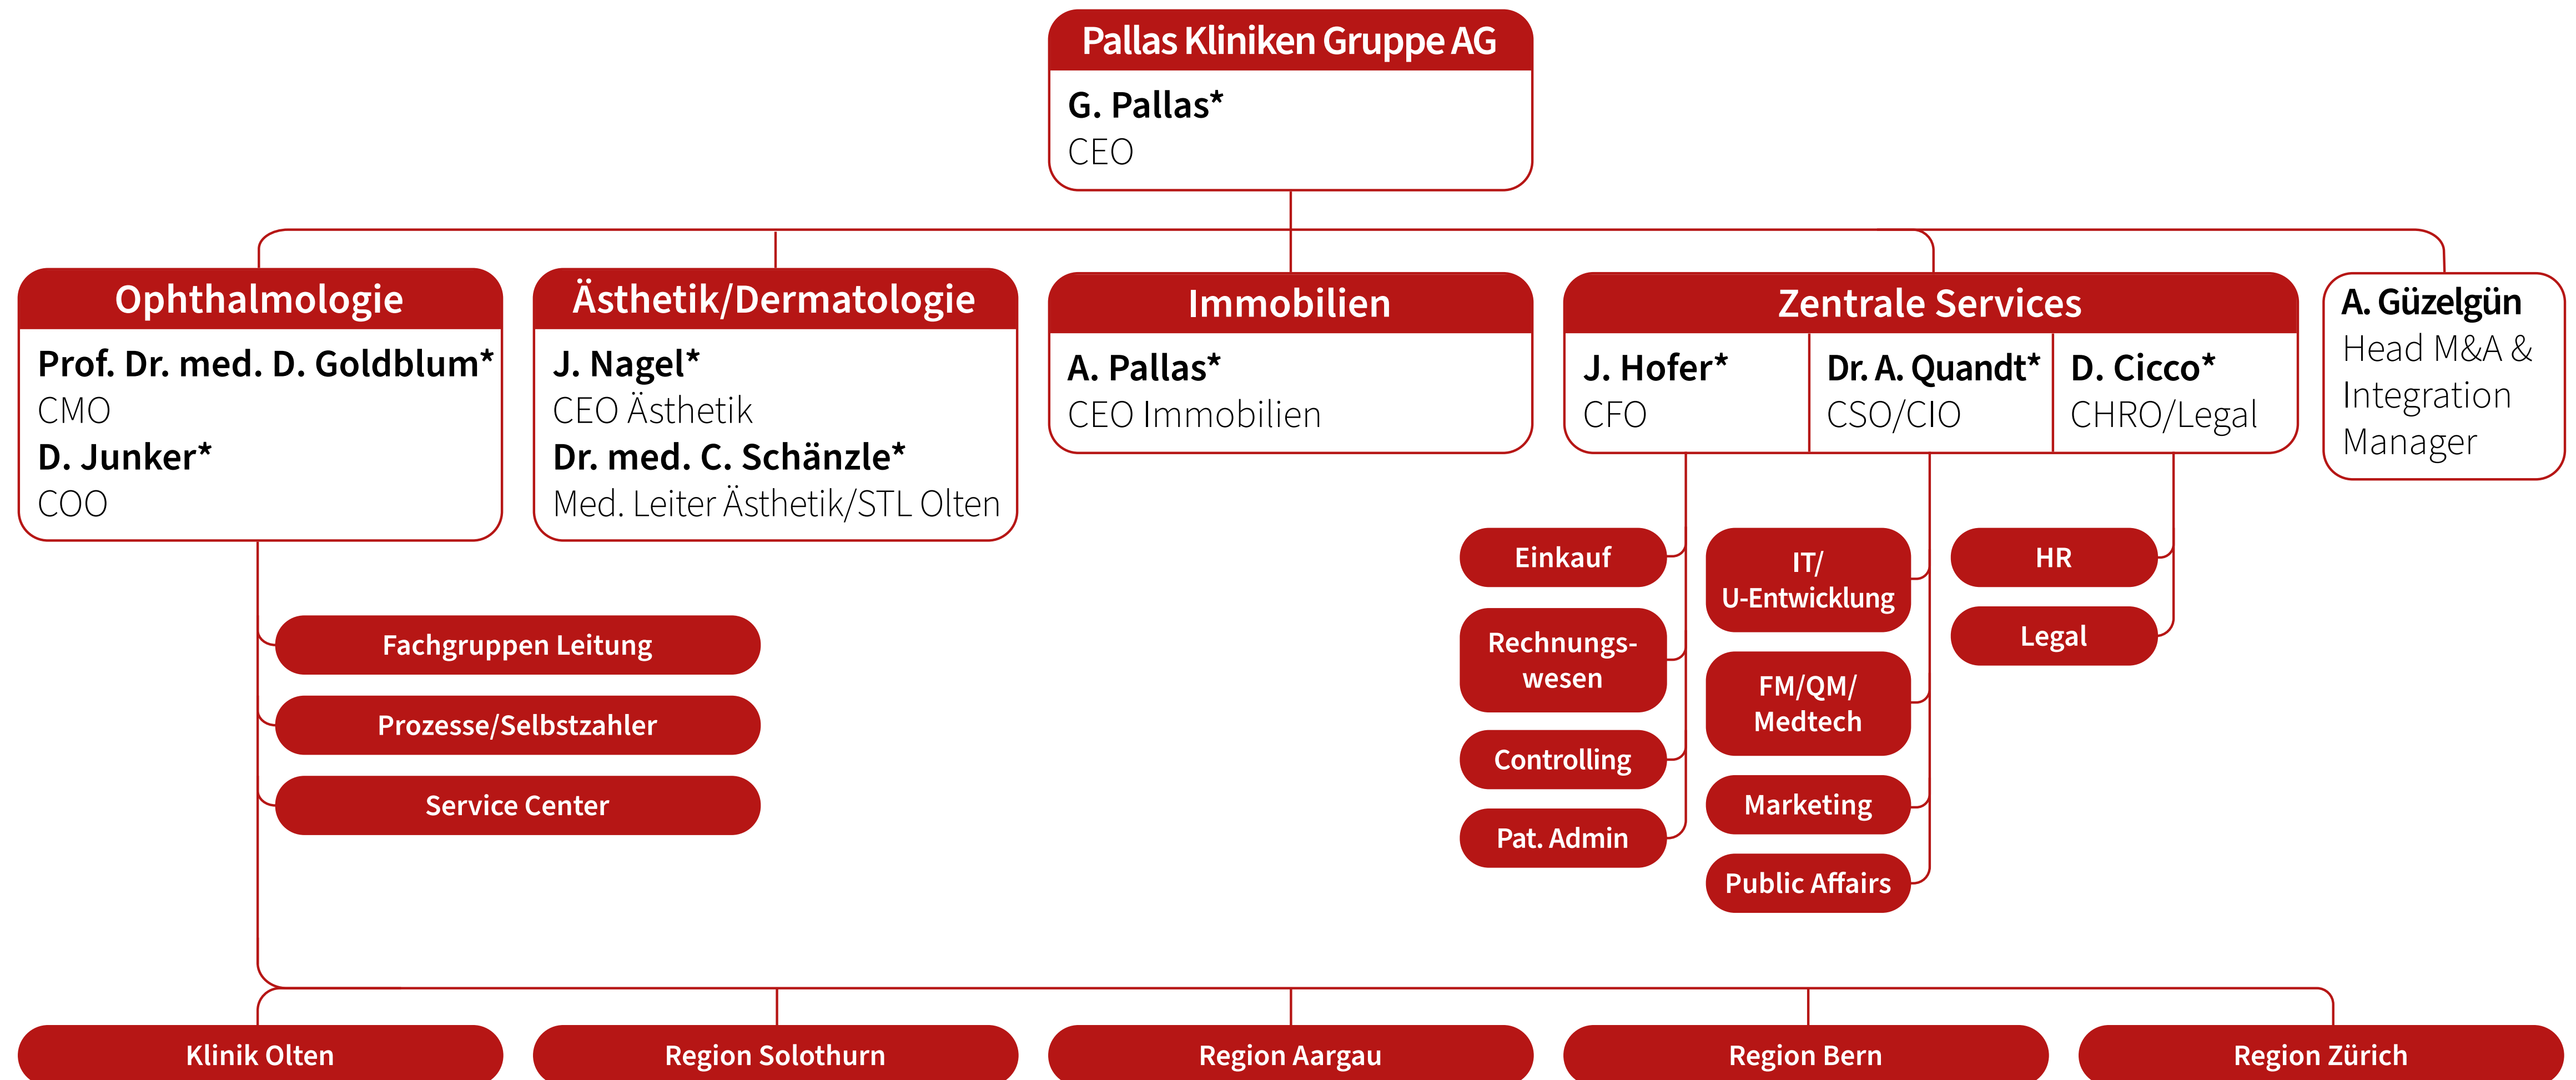 Pallas Kliniken Gruppe AG
G. Pallas*
CEO
Ophthalmologie
Prof. Dr. med. D. Goldblum*
CMO
D. Junker*
COO
Ästhetik/Dermatologie
J. Nagel*
CEO Ästhetik
Dr. med. C. Schänzle*
Med. Leiter Ästhetik/STL Olten
Immobilien
A. Pallas*
CEO Immobilien
Zentrale Services
J. Hofer*
CFO
Dr. A. Quandt*
CSO/CIO
D. Cicco*
CHRO/Legal
A. Güzelgün
Head M&A &
Integration
Manager
Fachgruppen Leitung
Prozesse/Selbstzahler
Service Center
Einkauf
Rechnungs-
wesen
Controlling
Pat. Admin
IT/
U-Entwicklung
FM/QM/
Medtech
Marketing
Public Affairs
HR
Legal
Klinik Olten
Region Solothurn
Region Aargau
Region Bern
Region Zürich